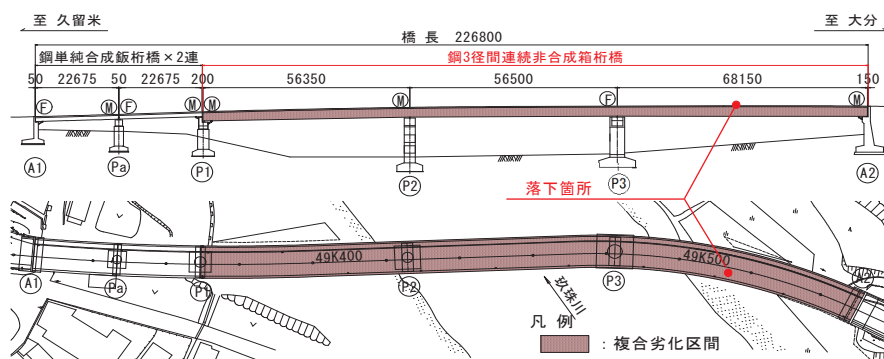 至 久留米
至 大分
橋 長 226800
鋼単純合成鈑桁橋×2連
鋼3径間連続非合成箱桁橋
50 22675 50 22675 200 56350 56500 68150 150
F M F M M M F M
A1 Pa P1 P2 P3 A2
落下箇所
49K400 49K500
A1 Pa P1 P2 P3 A2
玖珠川
凡 例
：複合劣化区間